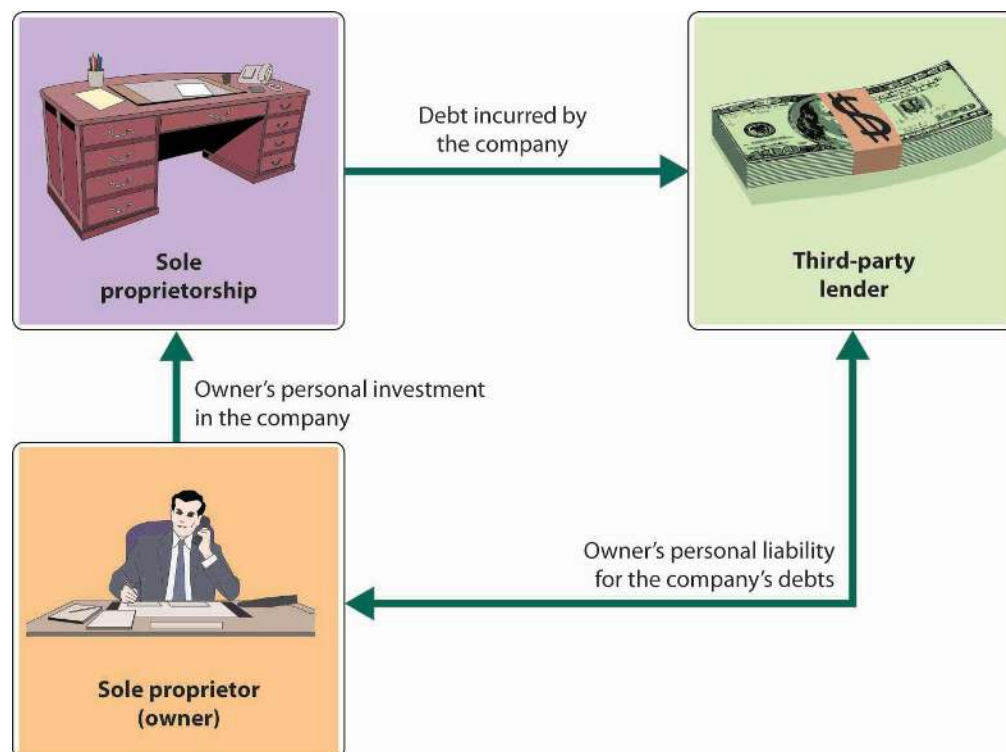 Debt incurred by
the company
Sole
proprietorship
Third-party
lender
Owner’s personal investment
in the company
Owner’s personal liability
for the company’s debts
Sole proprietor
(owner)